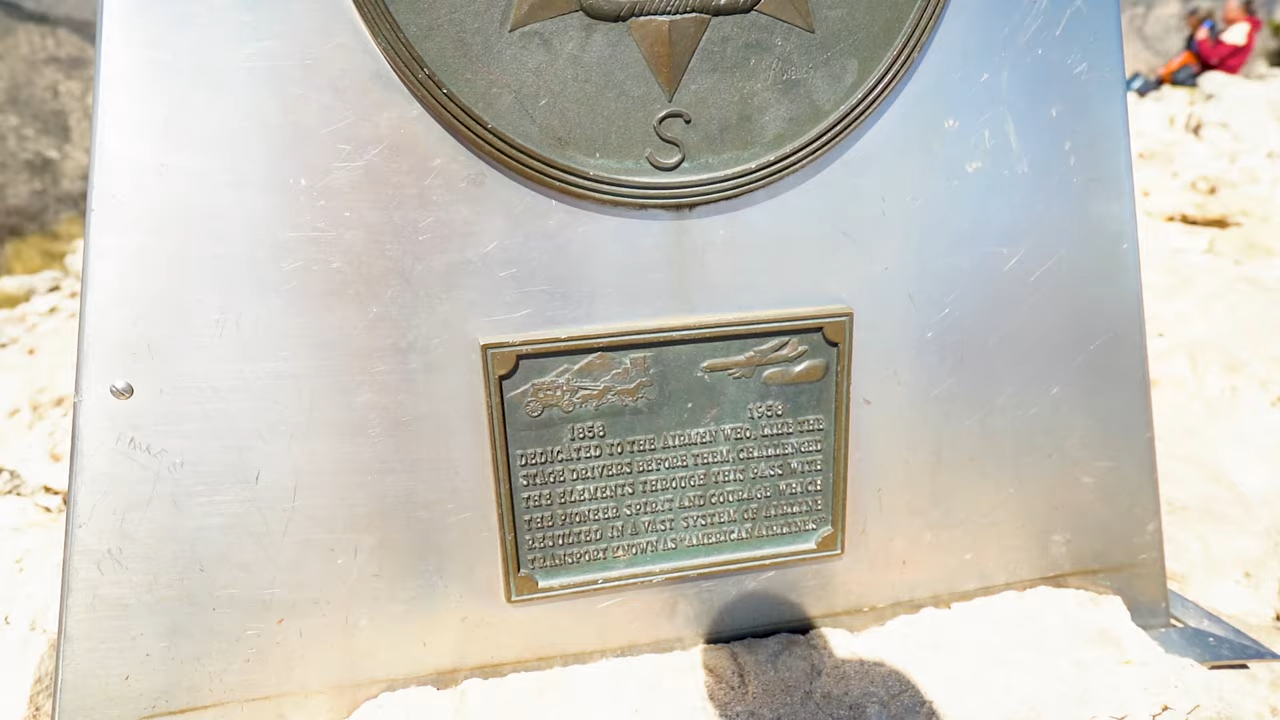 S
1858
1958
DEDICATED TO THE AIRMEN WHO, LIKE THE
STAGE DRIVERS BEFORE THEM, CHALLENGED
THE ELEMENTS THROUGH THIS PASS WITH
THE PIONEER SPIRIT AND COURAGE WHICH
RESULTED IN A VAST SYSTEM OF AIRLINE
TRANSPORT KNOWN AS "AMERICAN AIRLINES"